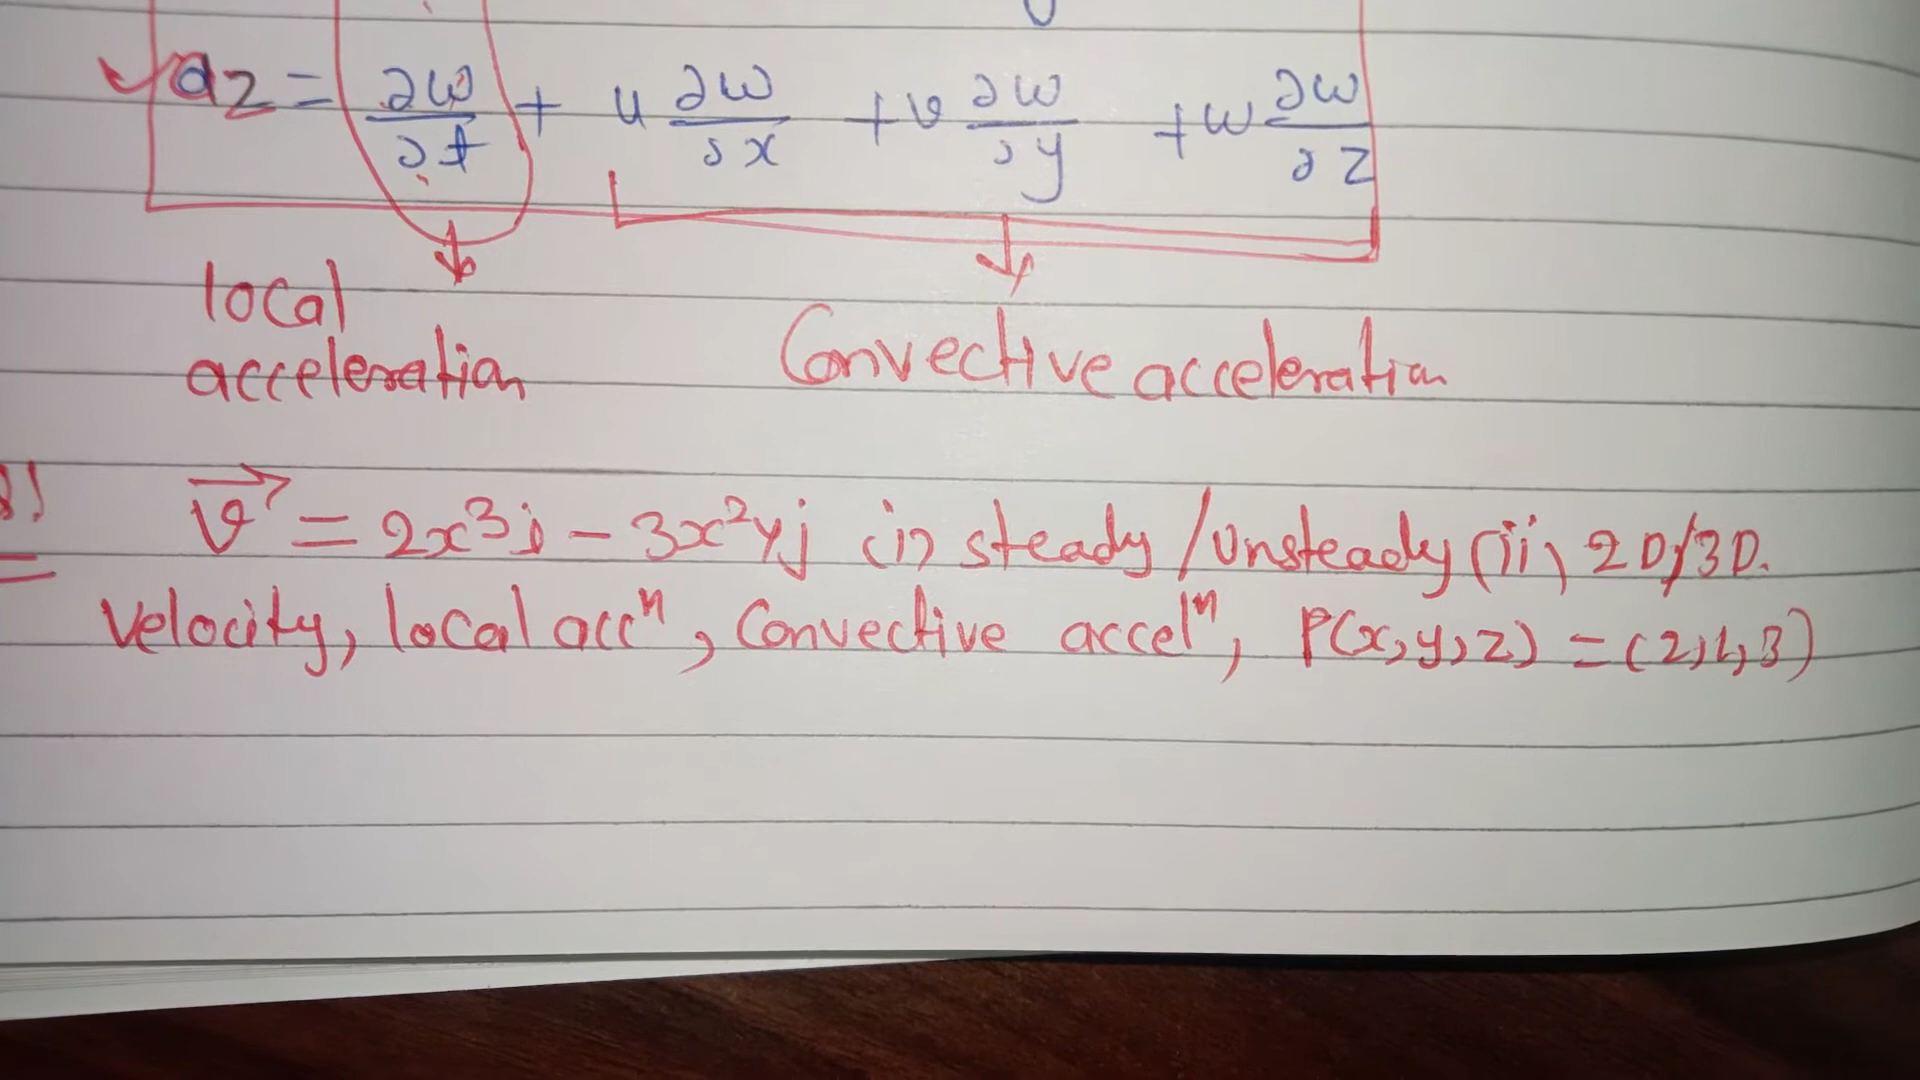 az = ∂w/∂t + u ∂w/∂x + v ∂w/∂y + w ∂w/∂z
local
acceleration
Convective acceleration
V = 2x³i - 3x²yj (i) steady/Unsteady (ii) 2D/3D.
Velocity, local accⁿ, Convective accelⁿ, P(x,y,z) = (2,1,3)